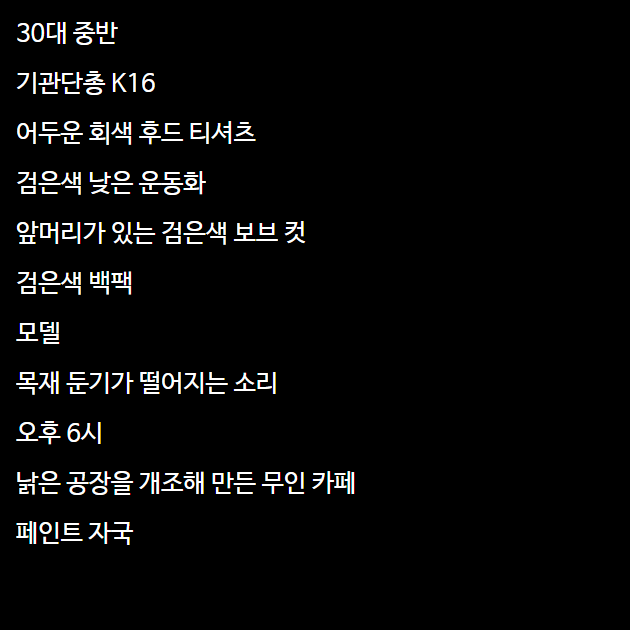 30대 중반
기관단총 K16
어두운 회색 후드 티셔츠
검은색 낮은 운동화
앞머리가 있는 검은색 보브 컷
검은색 백팩
모델
목재 둔기가 떨어지는 소리
오후 6시
낡은 공장을 개조해 만든 무인 카페
페인트 자국